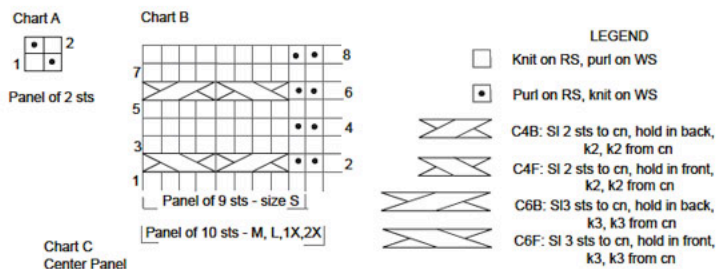 Chart A
Chart B
2
1
Panel of 2 sts
8
7
6
5
4
3
2
1
Panel of 9 sts - size S
Panel of 10 sts - M, L,1X,2X
Chart C
Center Panel
LEGEND
Knit on RS, purl on WS
Purl on RS, knit on WS
C4B: Sl 2 sts to cn, hold in back,
k2, k2 from cn
C4F: Sl 2 sts to cn, hold in front,
k2, k2 from cn
C6B: Sl3 sts to cn, hold in back,
k3, k3 from cn
C6F: Sl 3 sts to cn, hold in front,
k3, k3 from cn